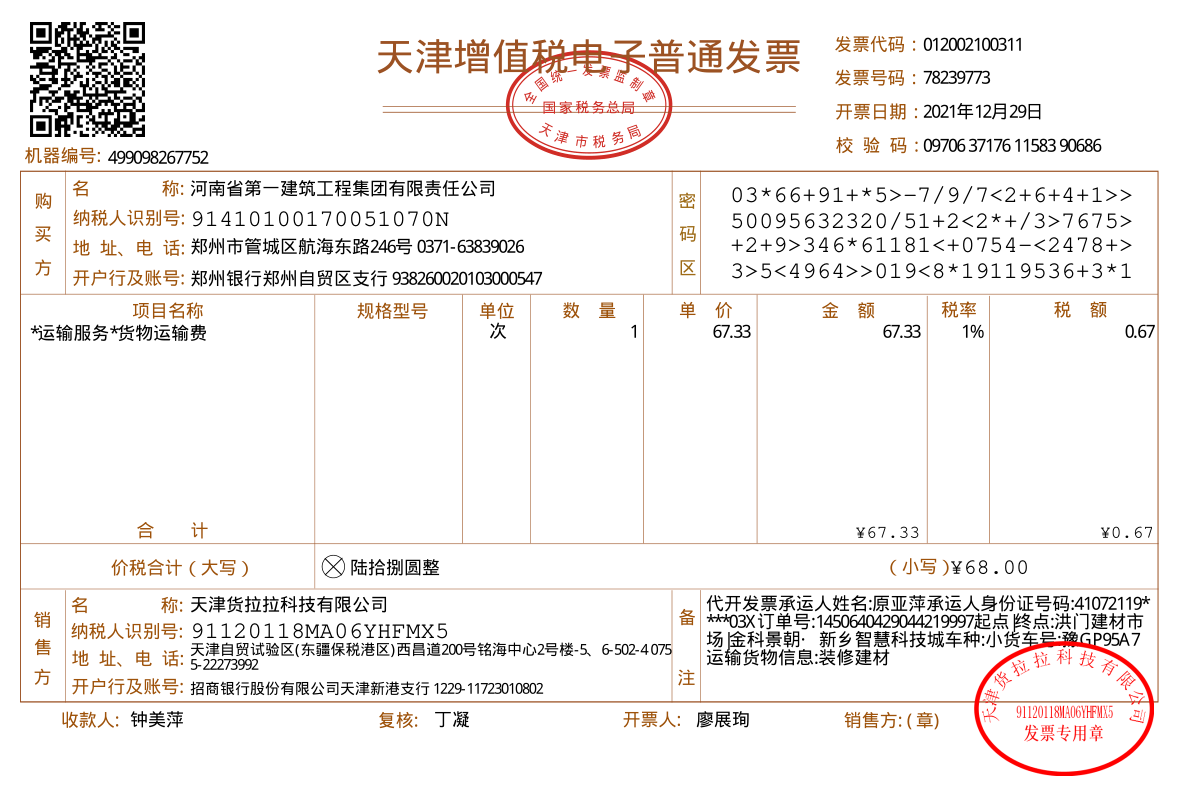 天津增值税电子普通发票
全国统一发票监制章
国家税务总局
天津市税务局
发票代码：012002100311
发票号码：78239773
开票日期：2021年12月29日
校 验 码：09706 37176 11583 90686
机器编号: 499098267752
购买方
名 称: 河南省第一建筑工程集团有限责任公司
纳税人识别号: 91410100170051070N
地 址、电 话: 郑州市管城区航海东路246号 0371-63839026
开户行及账号: 郑州银行郑州自贸区支行 938260020103000547
密码区
03*66+91+*5>-7/9/7<2+6+4+1>>
50095632320/51+2<2*+/3>7675>
+2+9>346*61181<+0754-<2478+>
3>5<4964>>019<8*19119536+3*1
项目名称 规格型号 单位 数 量 单 价 金 额 税率 税 额
*运输服务*货物运输费 次 1 67.33 67.33 1% 0.67
合 计 ¥67.33 ¥0.67
价税合计（大写） 陆拾捌圆整 （小写）¥68.00
销售方
名 称: 天津货拉拉科技有限公司
纳税人识别号: 91120118MA06YHFMX5
地 址、电 话: 天津自贸试验区(东疆保税港区)西昌道200号铭海中心2号楼-5、6-502-4 075
5-22273992
开户行及账号: 招商银行股份有限公司天津新港支行 1229-11723010802
备注
代开发票承运人姓名:原亚萍承运人身份证号码:41072119*
***03X 订单号:1450640429044219997起点|终点:洪门建材市
场|金科景朝· 新乡智慧科技城车种:小货车号:豫GP95A7
运输货物信息:装修建材
收款人: 钟美萍 复核: 丁凝 开票人: 廖展珣 销售方:(章)
天津货拉拉科技有限公司
91120118MA06YHFMX5
发票专用章